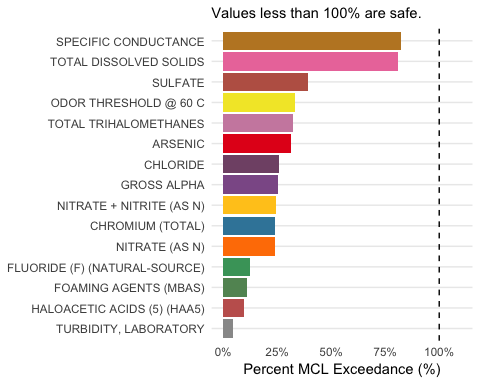 Values less than 100% are safe.
SPECIFIC CONDUCTANCE
TOTAL DISSOLVED SOLIDS
SULFATE
ODOR THRESHOLD @ 60 C
TOTAL TRIHALOMETHANES
ARSENIC
CHLORIDE
GROSS ALPHA
NITRATE + NITRITE (AS N)
CHROMIUM (TOTAL)
NITRATE (AS N)
FLUORIDE (F) (NATURAL-SOURCE)
FOAMING AGENTS (MBAS)
HALOACETIC ACIDS (5) (HAA5)
TURBIDITY, LABORATORY
0% 25% 50% 75% 100%
Percent MCL Exceedance (%)